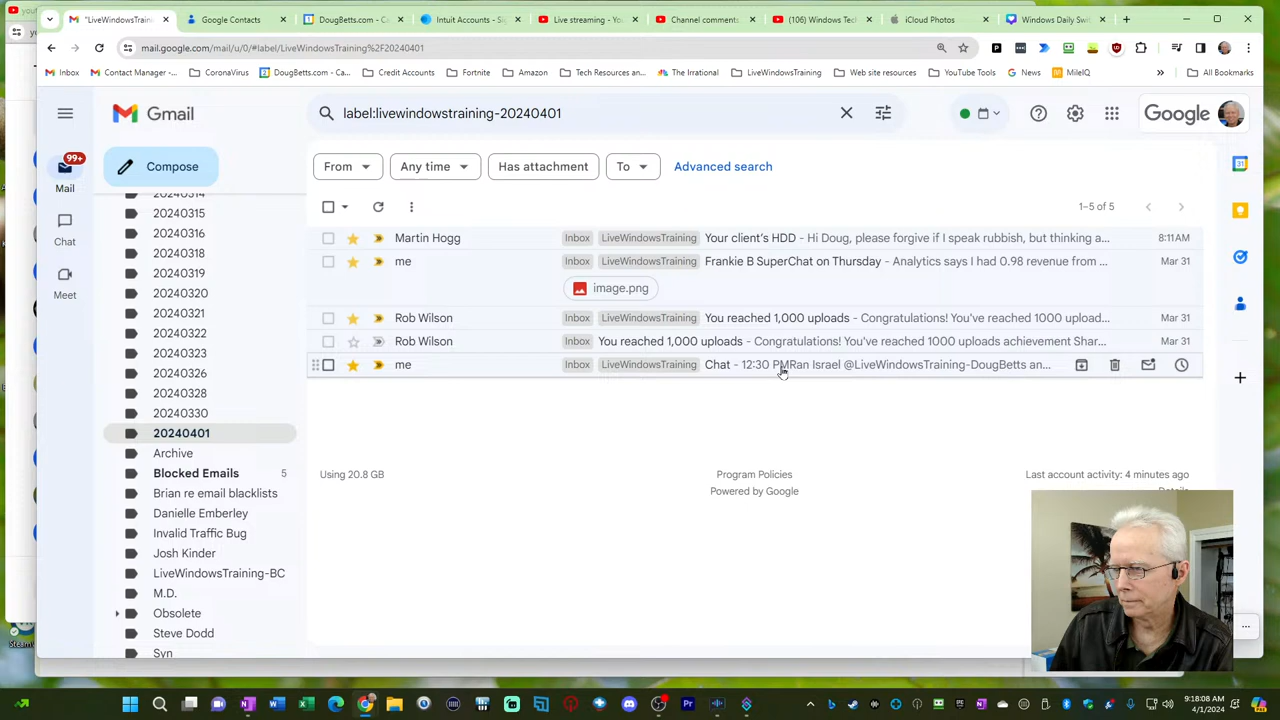 "LiveWindowsTraining-
Google Contacts
DougBetts.com - Ca
Intuit Accounts - Sig
Live streaming - You
Channel comments
(106) Windows Tech
iCloud Photos
Windows Daily Swi
mail.google.com/mail/u/0/#label/LiveWindowsTraining%2F20240401
Inbox
Contact Manager -...
CoronaVirus
DougBetts.com - Ca...
Credit Accounts
Fortnite
Amazon
Tech Resources an...
The Irrational
LiveWindowsTraining
Web site resources
YouTube Tools
News
MileIQ
All Bookmarks
Gmail
label:livewindowstraining-20240401
Google
99+
Mail
Chat
Meet
Compose
From
Any time
Has attachment
To
Advanced search
20240314
20240315
20240316
20240318
20240319
20240320
20240321
20240322
20240323
20240326
20240328
20240330
20240401
Archive
Blocked Emails 5
Brian re email blacklists
Danielle Emberley
Invalid Traffic Bug
Josh Kinder
LiveWindowsTraining-BC
M.D.
Obsolete
Steve Dodd
Syn
1–5 of 5
Martin Hogg Inbox LiveWindowsTraining Your client's HDD - Hi Doug, please forgive if I speak rubbish, but thinking a... 8:11 AM
me Inbox LiveWindowsTraining Frankie B SuperChat on Thursday - Analytics says I had 0.98 revenue from ... Mar 31
image.png
Rob Wilson Inbox LiveWindowsTraining You reached 1,000 uploads - Congratulations! You've reached 1000 upload... Mar 31
Rob Wilson Inbox You reached 1,000 uploads - Congratulations! You've reached 1000 uploads achievement Shar... Mar 31
me Inbox LiveWindowsTraining Chat - 12:30 PMRan Israel @LiveWindowsTraining-DougBetts an...
Using 20.8 GB
Program Policies
Powered by Google
Last account activity: 4 minutes ago
Details
9:18:08 AM
4/1/2024